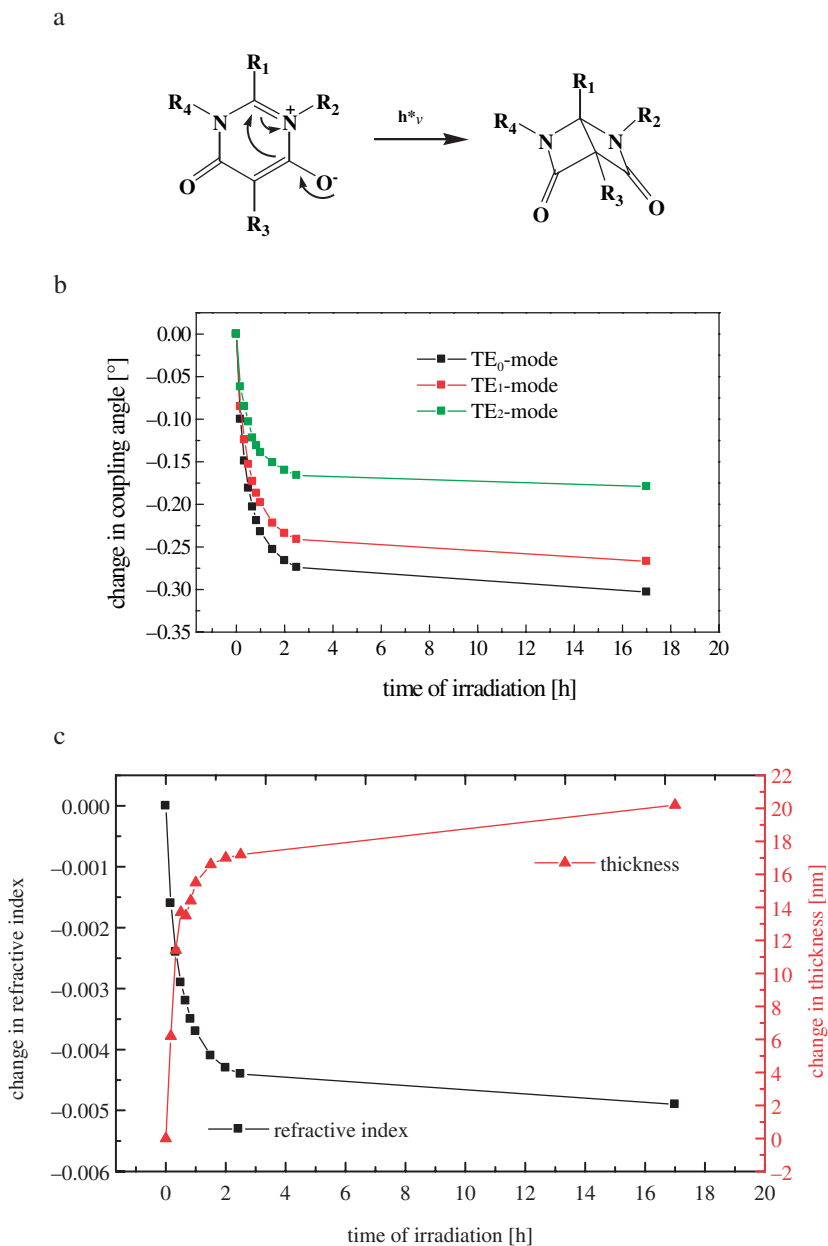 a
R1
R4
N
+
N
R2
O
O-
R3
h*ν
R1
R4
N
N
R2
R3
O
O
b
0.00
–0.05
–0.10
–0.15
–0.20
–0.25
–0.30
–0.35
change in coupling angle [°]
TE0-mode
TE1-mode
TE2-mode
0 2 4 6 8 10 12 14 16 18 20
time of irradiation [h]
c
0.000
–0.001
–0.002
–0.003
–0.004
–0.005
–0.006
change in refractive index
thickness
refractive index
22
20
18
16
14
12
10
8
6
4
2
0
–2
change in thickness [nm]
0 2 4 6 8 10 12 14 16 18 20
time of irradiation [h]